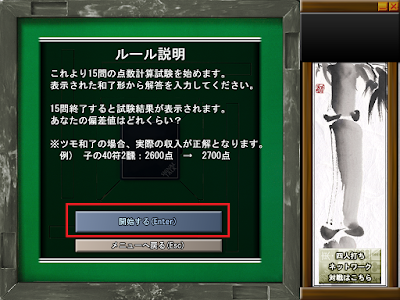 ルール説明
これより15問の点数計算試験を始めます。
表示された和了形から解答を入力してください。
15問終了すると試験結果が表示されます。
あなたの偏差値はどれくらい？
※ツモ和了の場合、実際の収入が正解となります。
例） 子の40符2飜：2600点 → 2700点
開始する(Enter)
メニューへ戻る(Esc)
四人打ち
ネットワーク
対戦はこちら